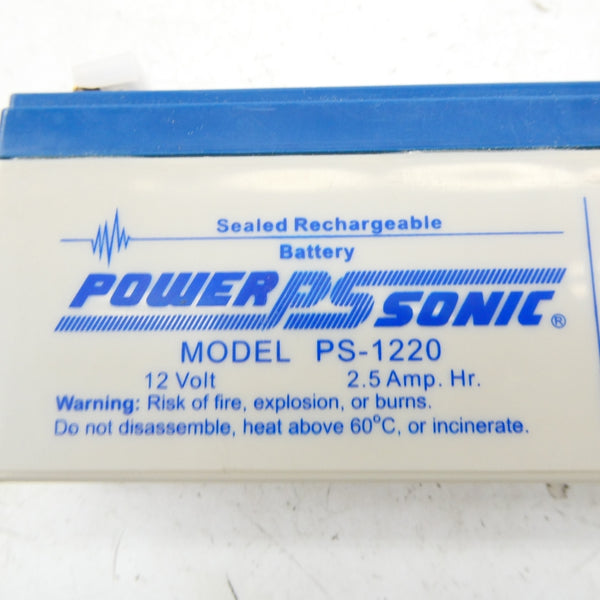 Sealed Rechargeable
Battery
POWER PS SONIC ®
MODEL PS-1220
12 Volt 2.5 Amp. Hr.
Warning: Risk of fire, explosion, or burns.
Do not disassemble, heat above 60°C, or incinerate.